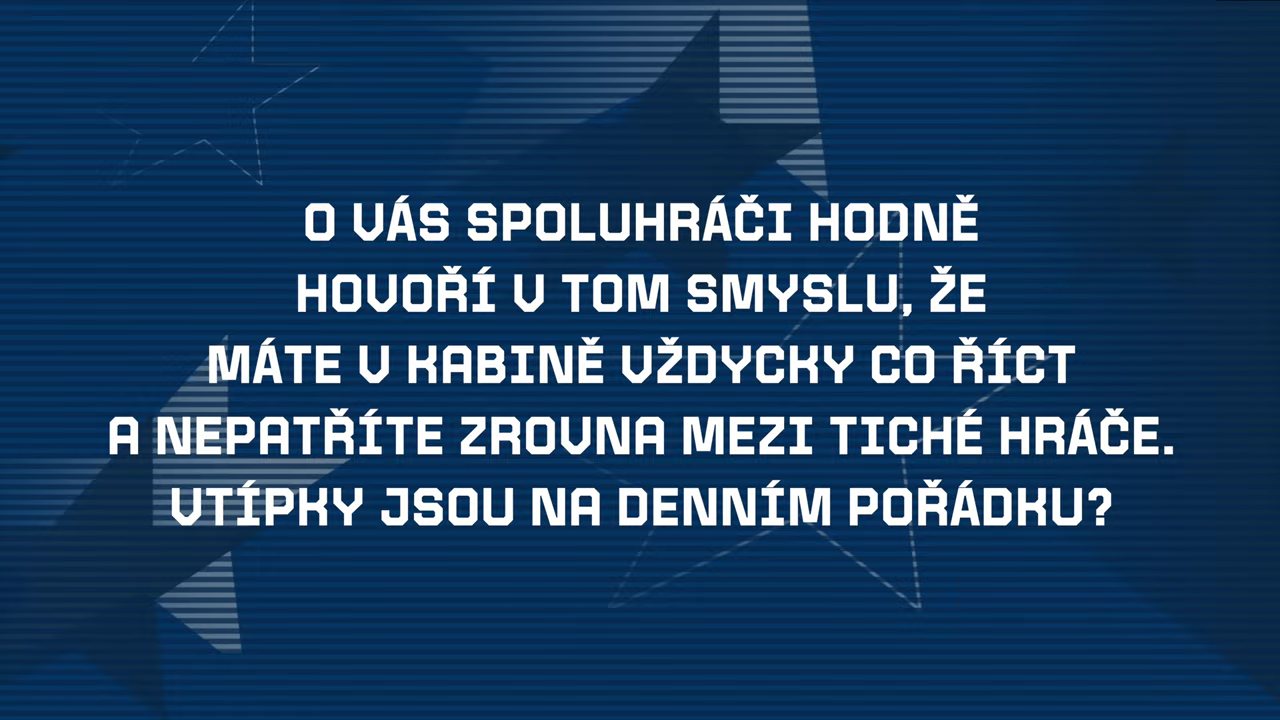 O VÁS SPOLUHRÁČI HODNĚ
HOVOŘÍ V TOM SMYSLU, ŽE
MÁTE V KABINĚ VŽDYCKY CO ŘÍCT
A NEPATŘÍTE ZROVNA MEZI TICHÉ HRÁČE.
VTÍPKY JSOU NA DENNÍM POŘÁDKU?